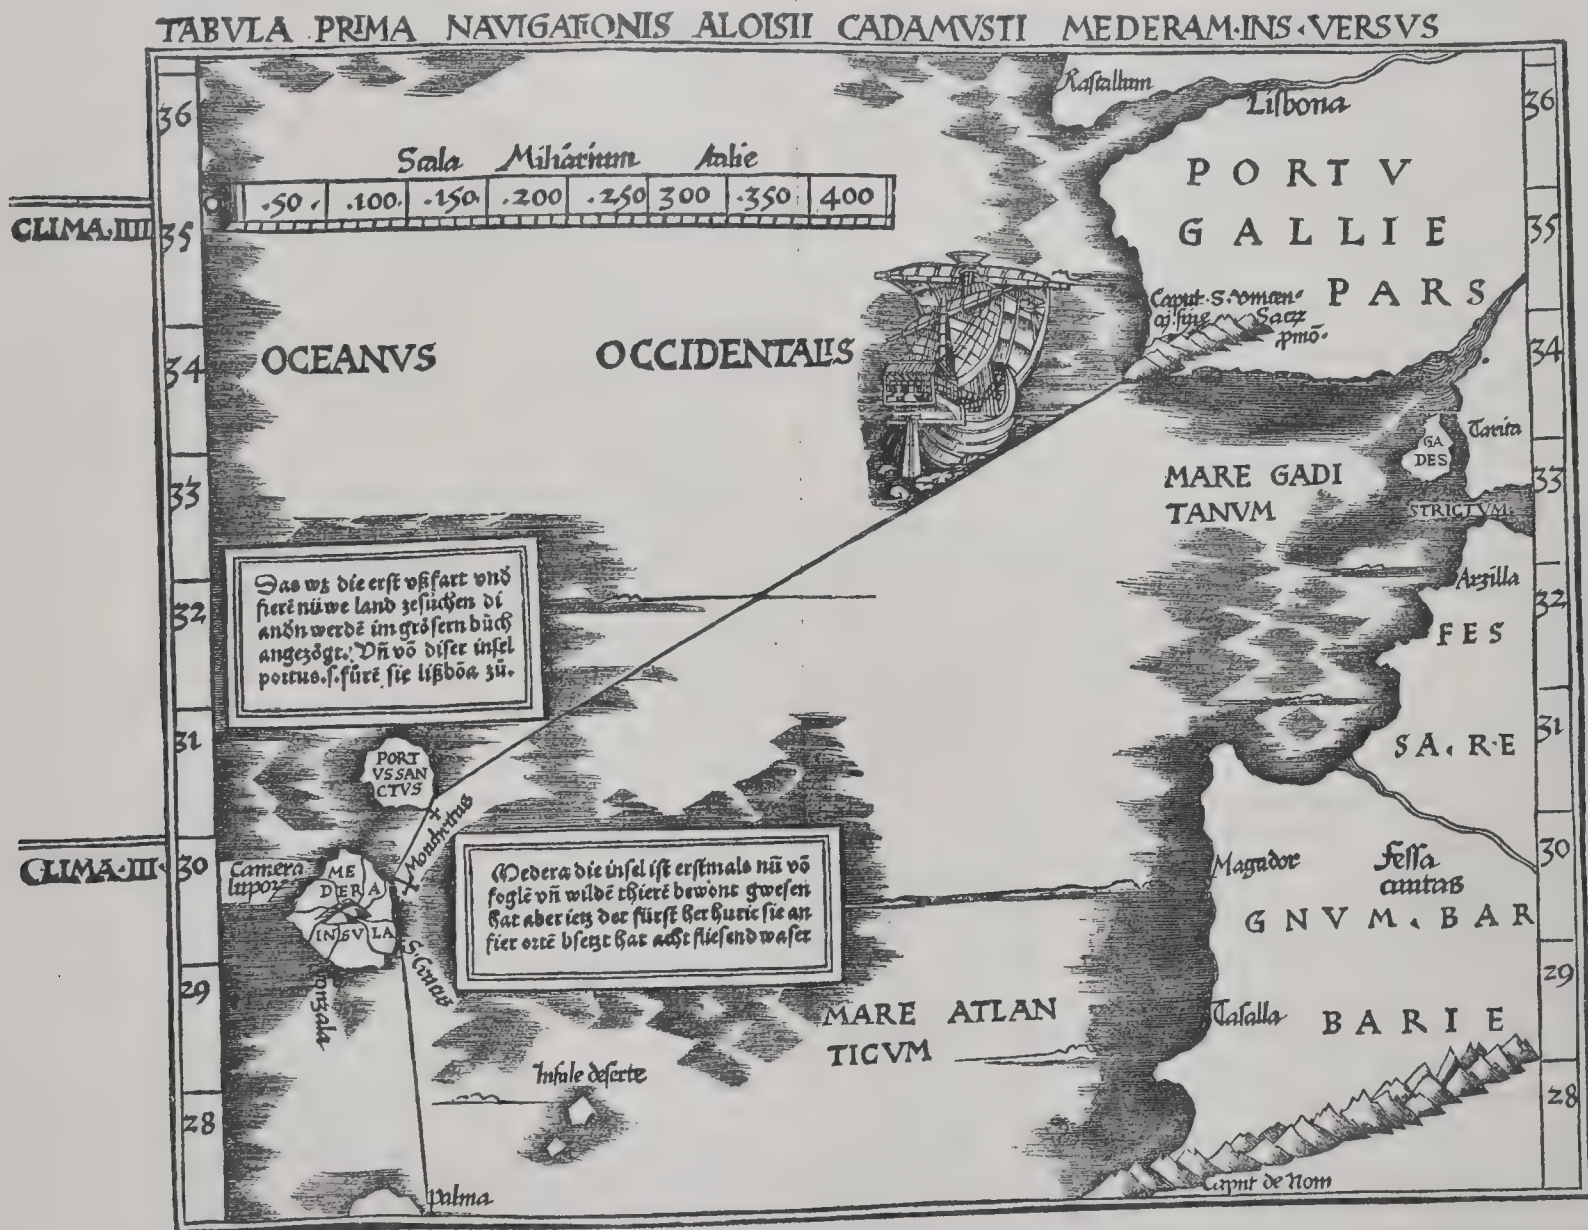 TABVLA PRIMA NAVIGATIONIS ALOISII CADAMVSTI MEDERAM·INS·VERSVS
36
36
Rastallum
Lisbona
Scala Miliarium Italie
.50. .100. .150. .200 .250 300 .350 400
PORTV
GALLIE
PARS
CLIMA·IIII
35
35
Caput·S·
34
34
OCEANVS OCCIDENTALIS
GA
DES
Tarifa
33
33
MARE GADI
TANVM
STRICTVM.
32
32
Das wz die erst vßfart vnd
fierē nüwe land zesůchen di
andn werdē im grösern bůch
angezögt. Vñ vō diser insel
portus.s.fůrē sie lißbōa zů.
Arzilla
FES
31
31
SA. R·E
PORT
VS SAN
CTVS
Monchritus
CLIMA·III·
30
30
Camera
lupoꝝ
ME
DERA
INSVLA
Medera die insel ist erstmals nū vō
foglē vñ wildē thierē bewont gwesen
hat aber ietz der fürst her huric sie an
fier ortē bsetzt hat acht fliesend waser
Magador
Fessa
GNVM. BAR
29
29
S·Crucis
MARE ATLAN
TICVM
Tasalla
BARIE
28
28
Insule deserte
Palma
Caput de Nom